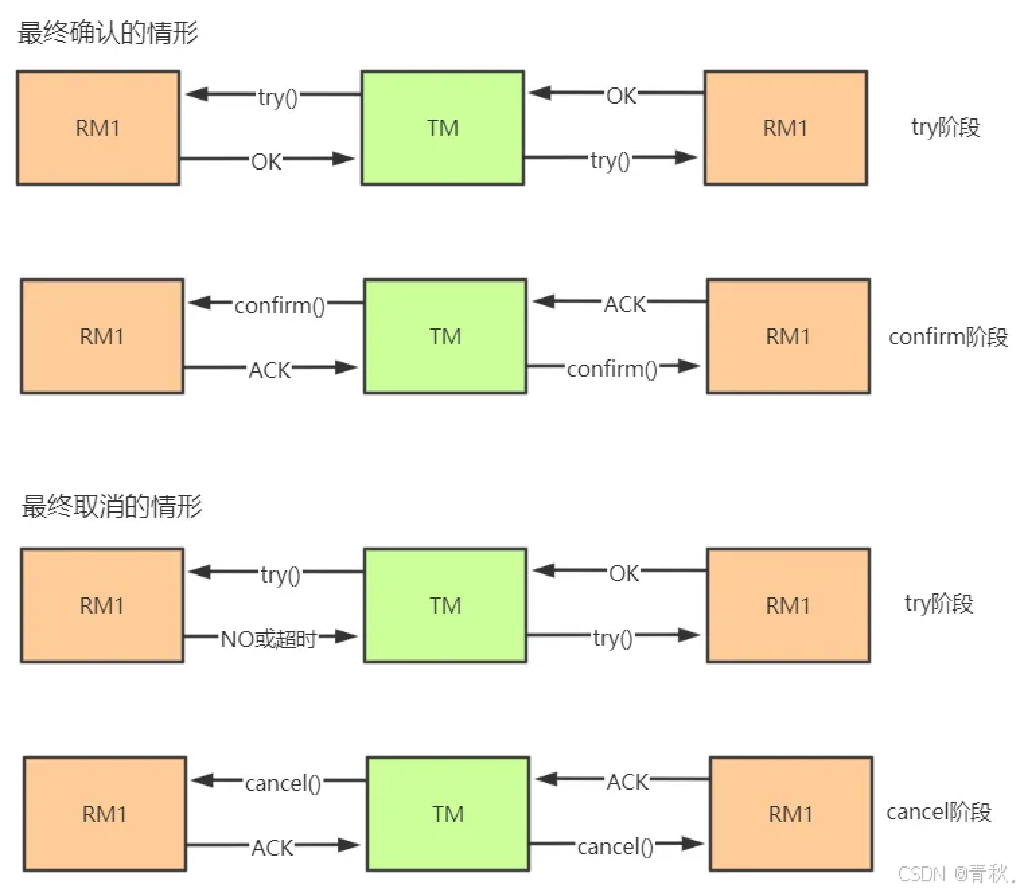 最终确认的情形
try()
OK
RM1
TM
RM1
try阶段
OK
try()
confirm()
ACK
RM1
TM
RM1
confirm阶段
ACK
confirm()
最终取消的情形
try()
OK
RM1
TM
RM1
try阶段
NO或超时
try()
cancel()
ACK
RM1
TM
RM1
cancel阶段
ACK
cancel()
CSDN @青秋.